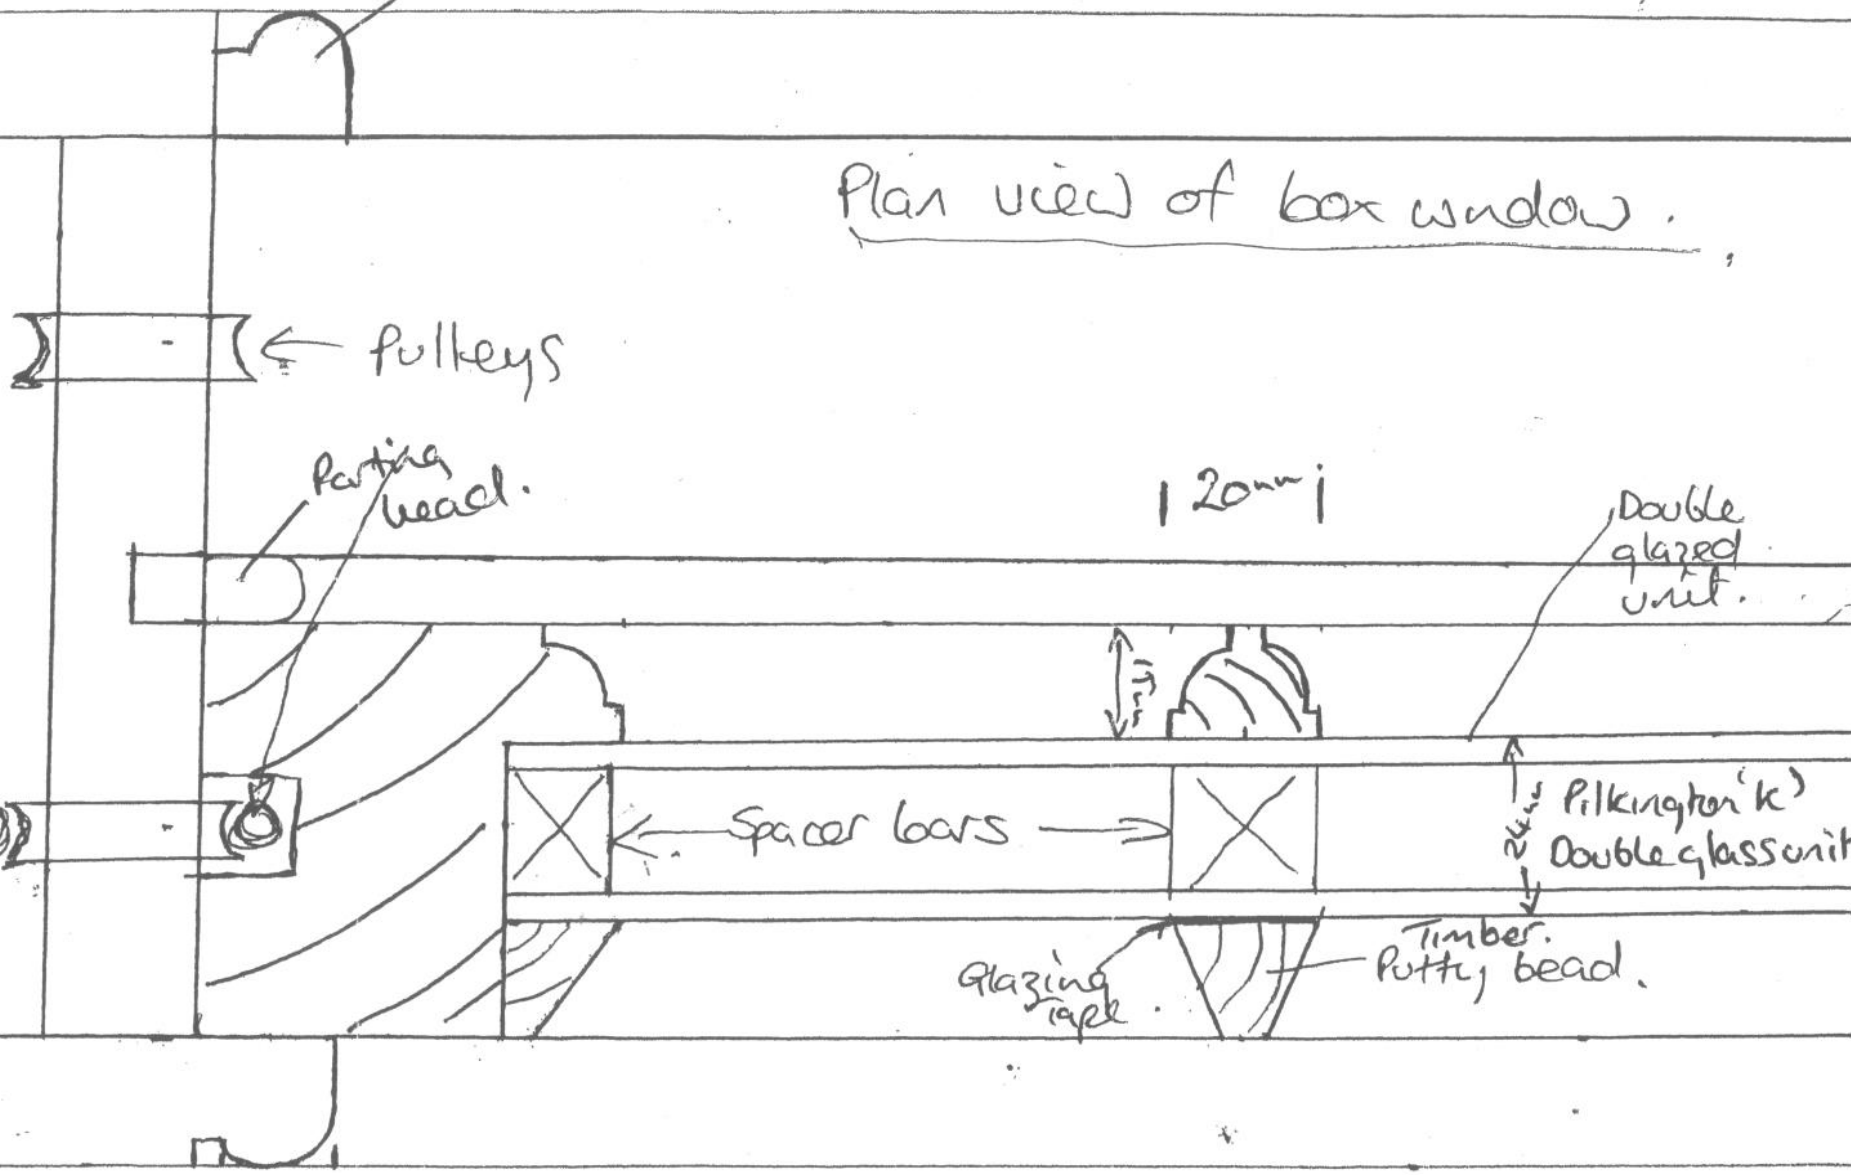 Plan view of box window.
Pulleys
Parting
bead.
20mm
Double
glazed
unit.
Spacer bars
24mm
Pilkington 'K'
Double glass unit
Glazing
Tape
Timber.
Putty bead.